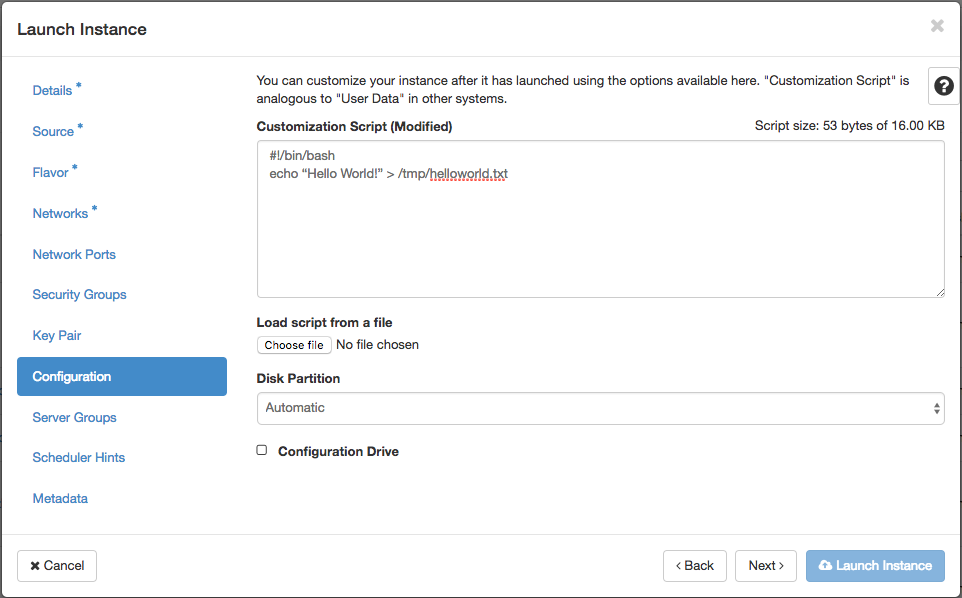 Launch Instance
Details *
Source *
Flavor *
Networks *
Network Ports
Security Groups
Key Pair
Configuration
Server Groups
Scheduler Hints
Metadata
You can customize your instance after it has launched using the options available here. "Customization Script" is
analogous to "User Data" in other systems.
Customization Script (Modified)
Script size: 53 bytes of 16.00 KB
#!/bin/bash
echo “Hello World!” > /tmp/helloworld.txt
Load script from a file
Choose file No file chosen
Disk Partition
Automatic
Configuration Drive
Cancel
‹ Back
Next ›
Launch Instance